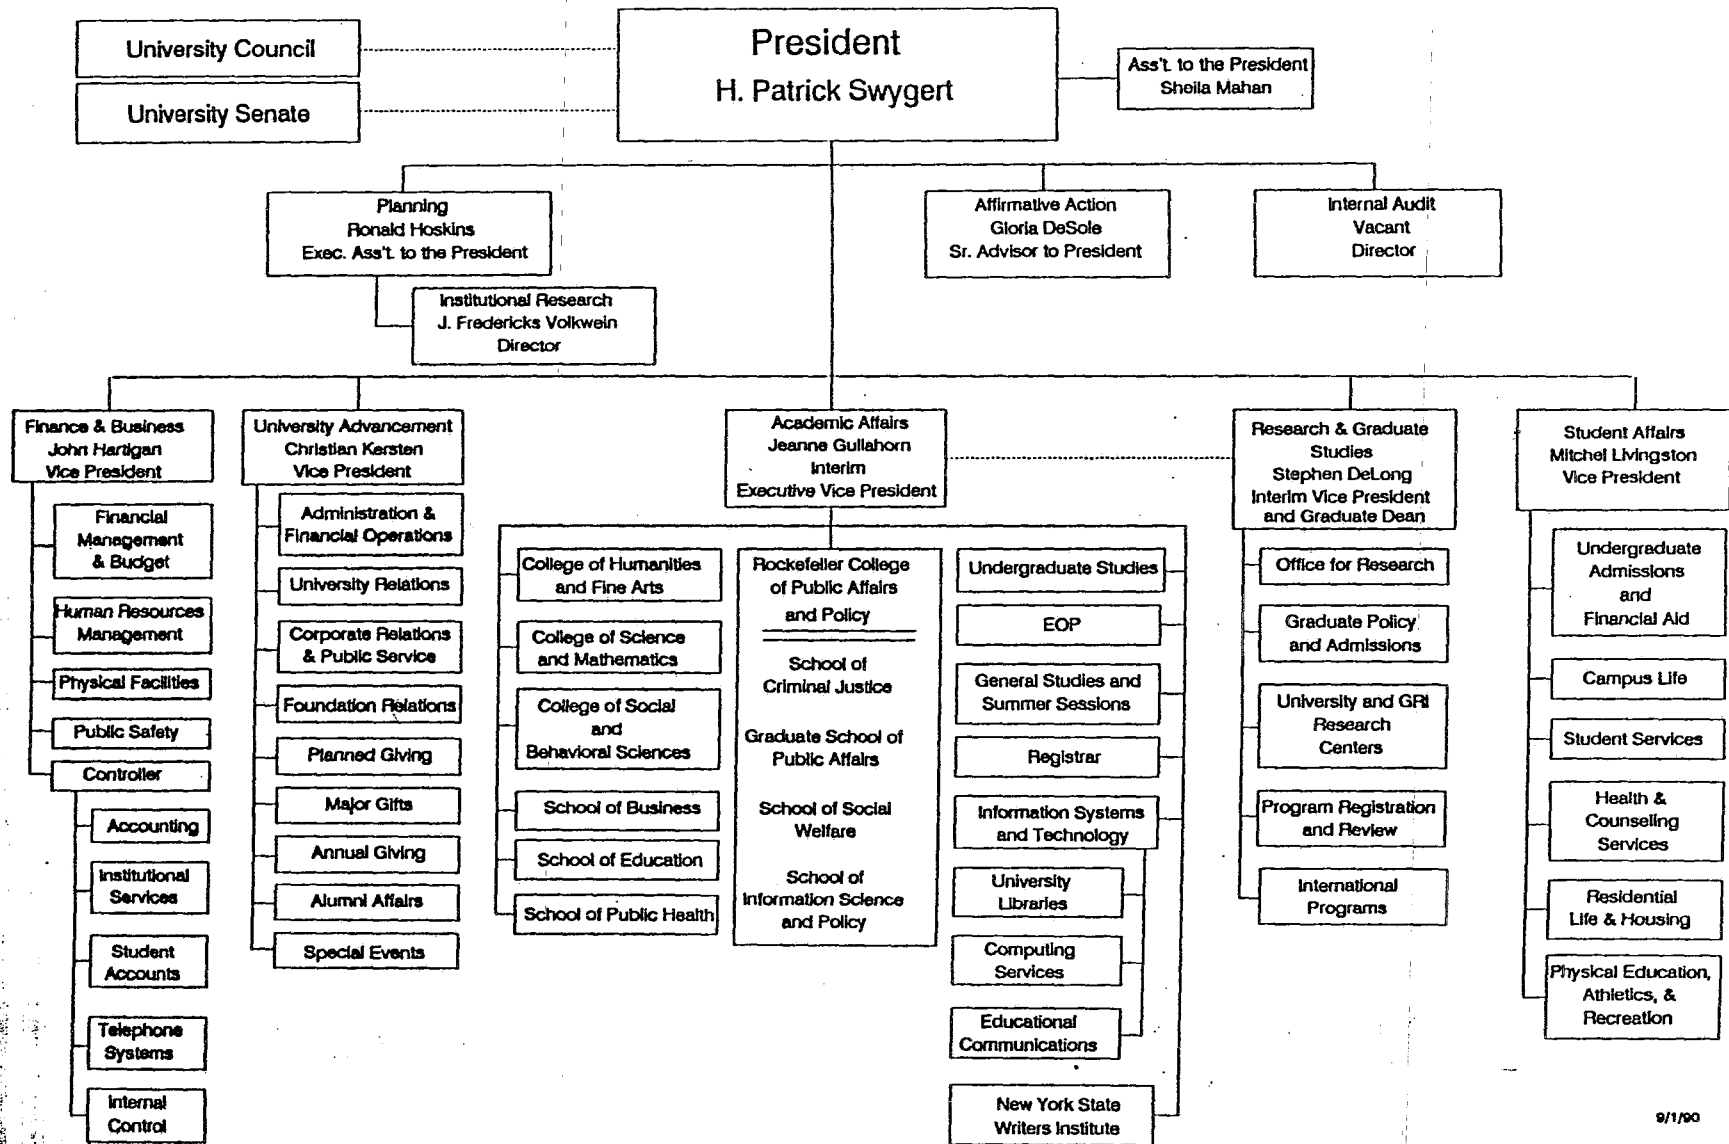 University Council
University Senate
President
H. Patrick Swygert
Ass't. to the President
Sheila Mahan
Planning
Ronald Hoskins
Exec. Ass't. to the President
Affirmative Action
Gloria DeSole
Sr. Advisor to President
Internal Audit
Vacant
Director
Institutional Research
J. Fredericks Volkwein
Director
Finance & Business
John Hartigan
Vice President
Financial
Management
& Budget
Human Resources
Management
Physical Facilities
Public Safety
Controller
Accounting
Institutional
Services
Student
Accounts
Telephone
Systems
Internal
Control
University Advancement
Christian Kersten
Vice President
Administration &
Financial Operations
University Relations
Corporate Relations
& Public Service
Foundation Relations
Planned Giving
Major Gifts
Annual Giving
Alumni Affairs
Special Events
Academic Affairs
Jeanne Gullahorn
Interim
Executive Vice President
College of Humanities
and Fine Arts
College of Science
and Mathematics
College of Social
and
Behavioral Sciences
School of Business
School of Education
School of Public Health
Rockefeller College
of Public Affairs
and Policy
School of
Criminal Justice
Graduate School of
Public Affairs
School of Social
Welfare
School of
Information Science
and Policy
Undergraduate Studies
EOP
General Studies and
Summer Sessions
Registrar
Information Systems
and Technology
University
Libraries
Computing
Services
Educational
Communications
New York State
Writers Institute
Research & Graduate
Studies
Stephen DeLong
Interim Vice President
and Graduate Dean
Office for Research
Graduate Policy
and Admissions
University and GRI
Research
Centers
Program Registration
and Review
International
Programs
Student Affairs
Mitchel Livingston
Vice President
Undergraduate
Admissions
and
Financial Aid
Campus Life
Student Services
Health &
Counseling
Services
Residential
Life & Housing
Physical Education,
Athletics, &
Recreation
9/1/90